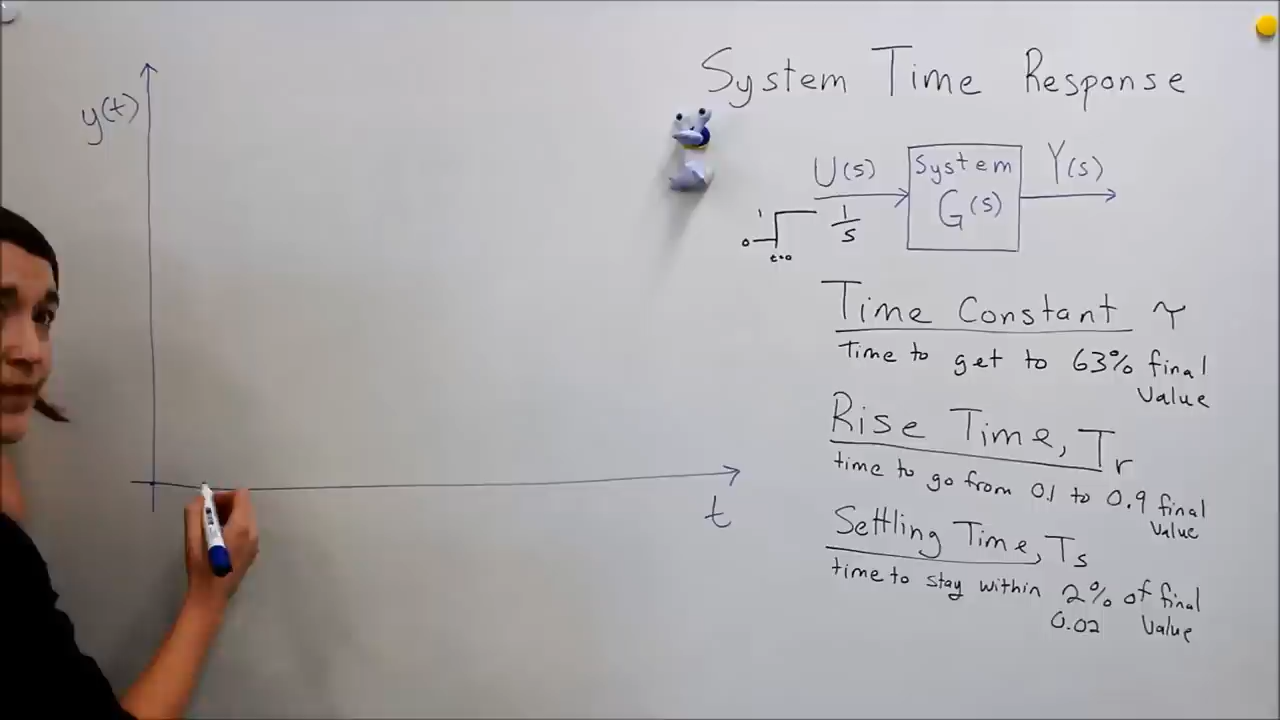 System Time Response
y(t)
U(s)
System
G(s)
Y(s)
1
0
t=0
1/s
Time Constant τ
Time to get to 63% final
Value
Rise Time, Tr
time to go from 0.1 to 0.9 final
Value
t
Settling Time, Ts
time to stay within 2% of final
0.02 Value